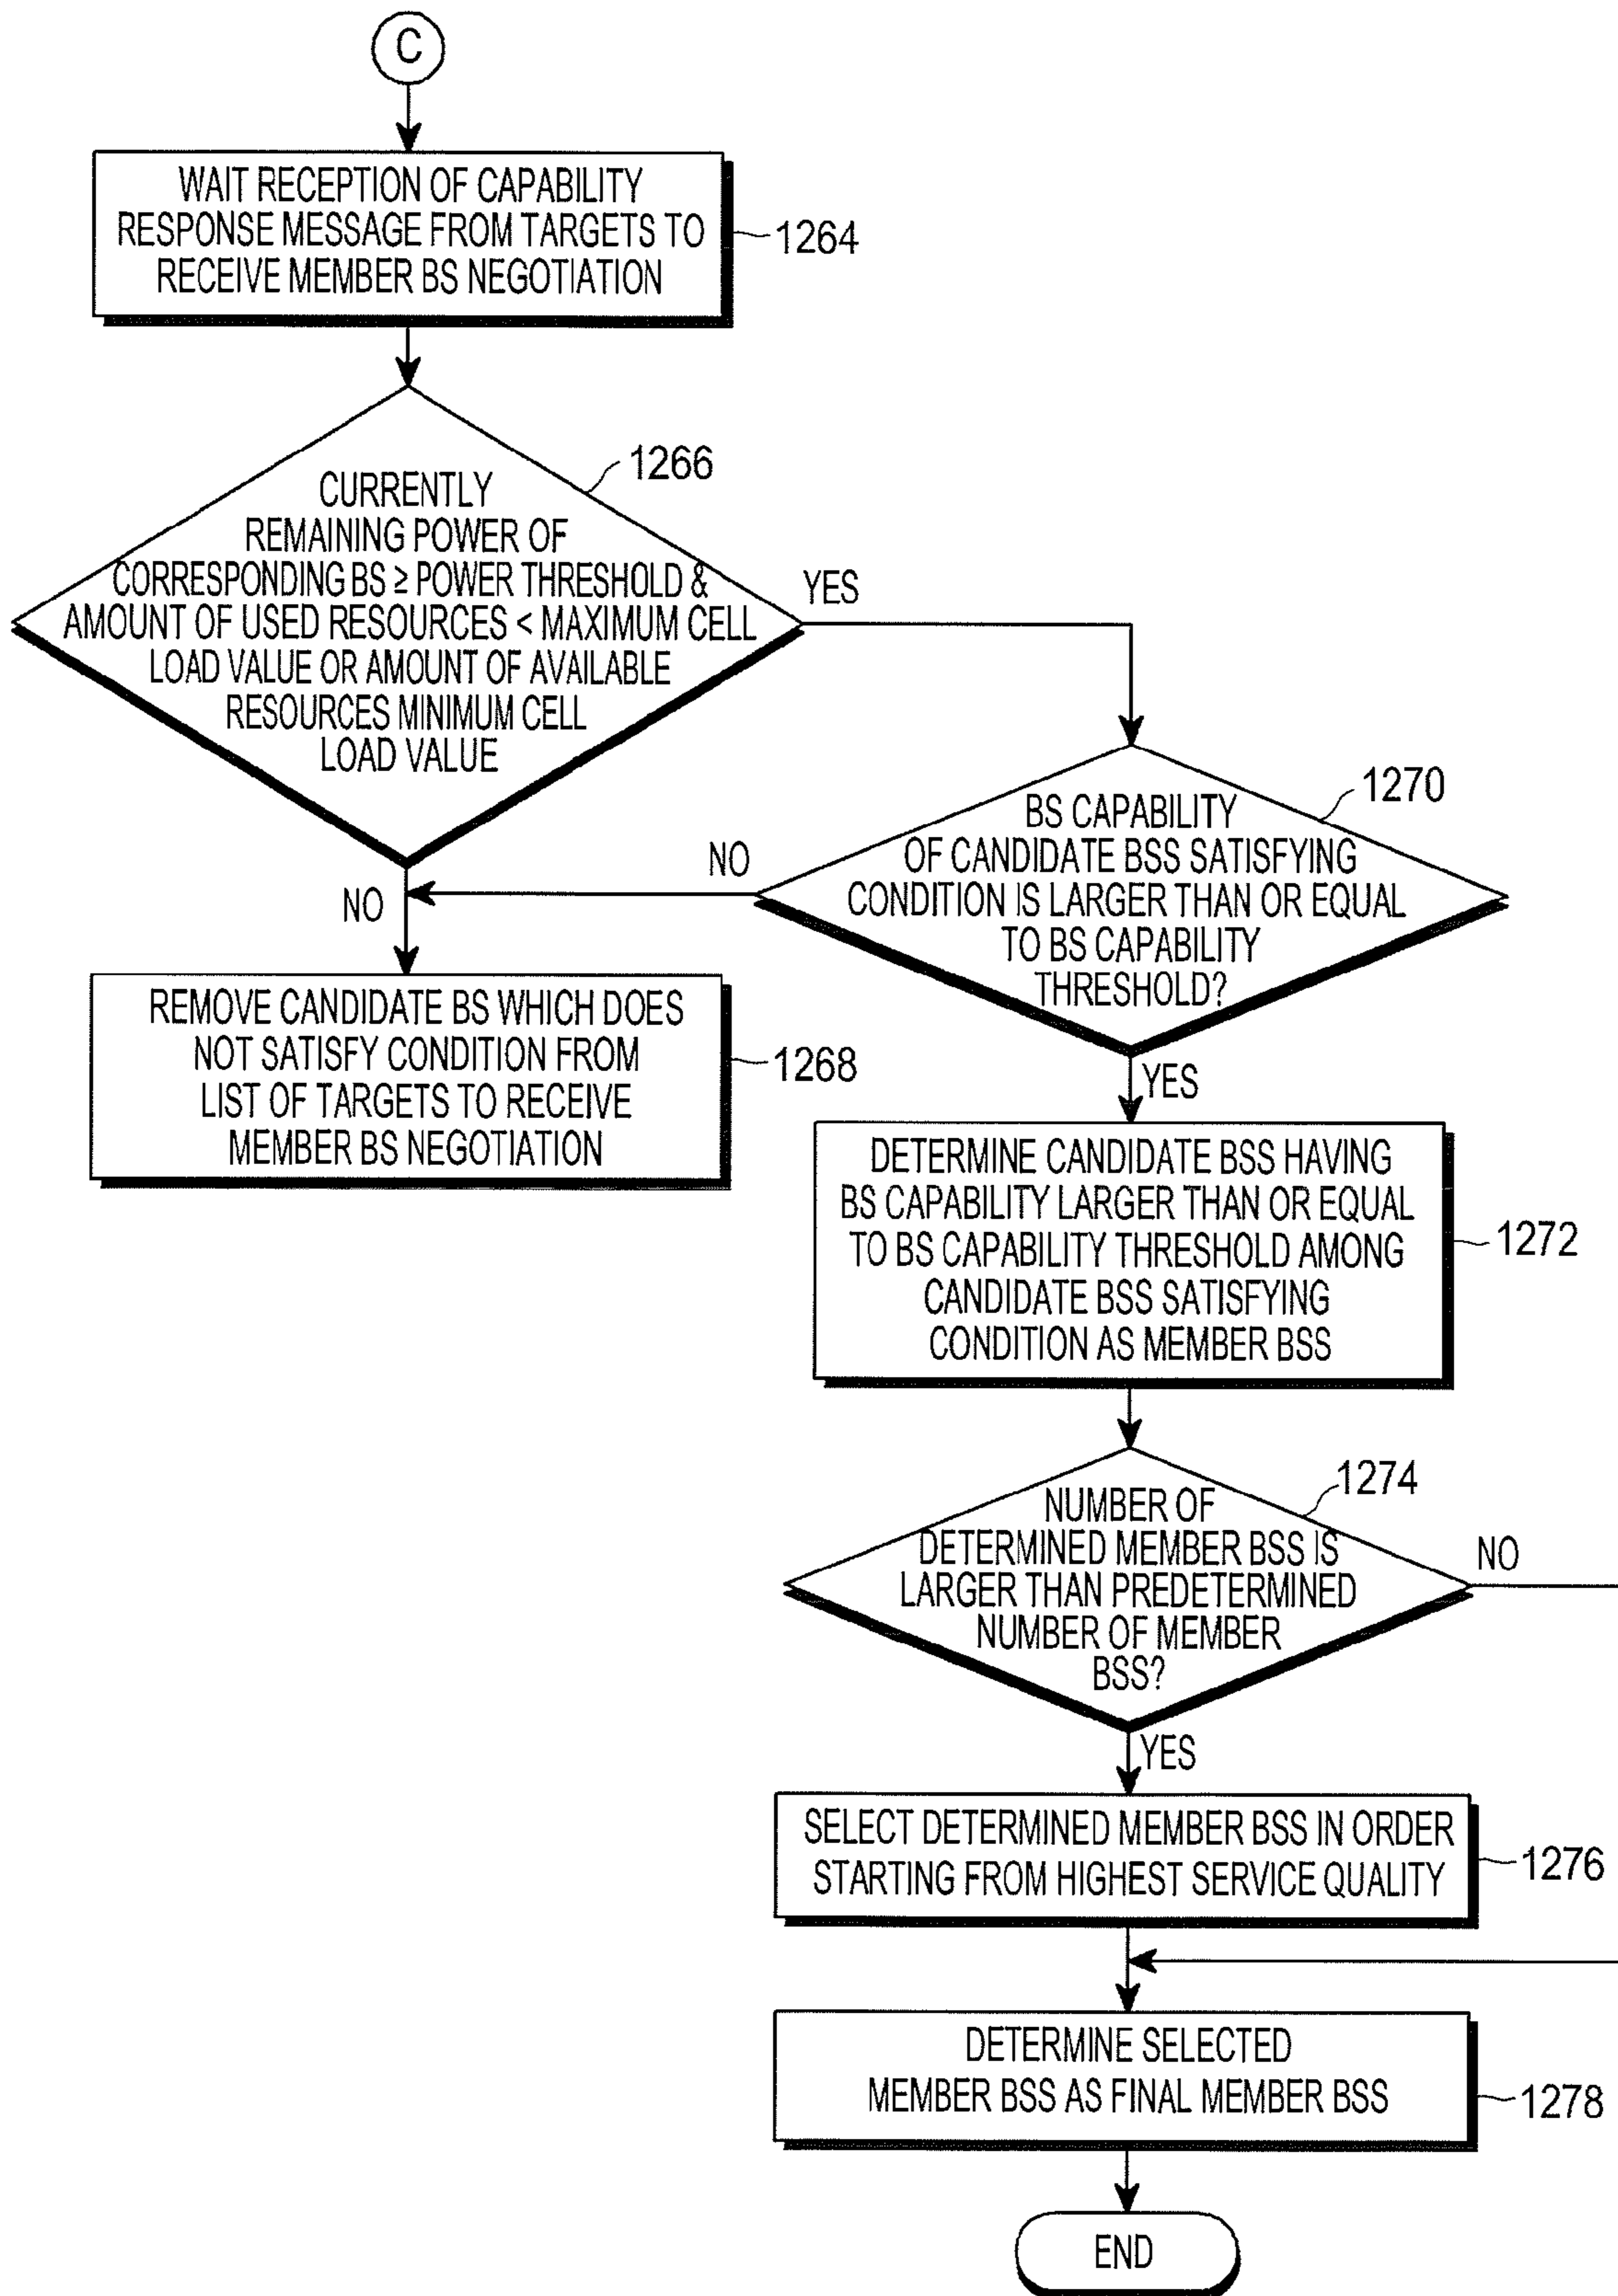 C
WAIT RECEPTION OF CAPABILITY
RESPONSE MESSAGE FROM TARGETS TO
RECEIVE MEMBER BS NEGOTIATION
1264
1266
CURRENTLY
REMAINING POWER OF
CORRESPONDING BS ≥ POWER THRESHOLD &
AMOUNT OF USED RESOURCES < MAXIMUM CELL
LOAD VALUE OR AMOUNT OF AVAILABLE
RESOURCES MINIMUM CELL
LOAD VALUE
YES
NO
1270
BS CAPABILITY
OF CANDIDATE BSS SATISFYING
CONDITION IS LARGER THAN OR EQUAL
TO BS CAPABILITY
THRESHOLD?
NO
YES
REMOVE CANDIDATE BS WHICH DOES
NOT SATISFY CONDITION FROM
LIST OF TARGETS TO RECEIVE
MEMBER BS NEGOTIATION
1268
DETERMINE CANDIDATE BSS HAVING
BS CAPABILITY LARGER THAN OR EQUAL
TO BS CAPABILITY THRESHOLD AMONG
CANDIDATE BSS SATISFYING
CONDITION AS MEMBER BSS
1272
1274
NUMBER OF
DETERMINED MEMBER BSS IS
LARGER THAN PREDETERMINED
NUMBER OF MEMBER
BSS?
NO
YES
SELECT DETERMINED MEMBER BSS IN ORDER
STARTING FROM HIGHEST SERVICE QUALITY
1276
DETERMINE SELECTED
MEMBER BSS AS FINAL MEMBER BSS
1278
END